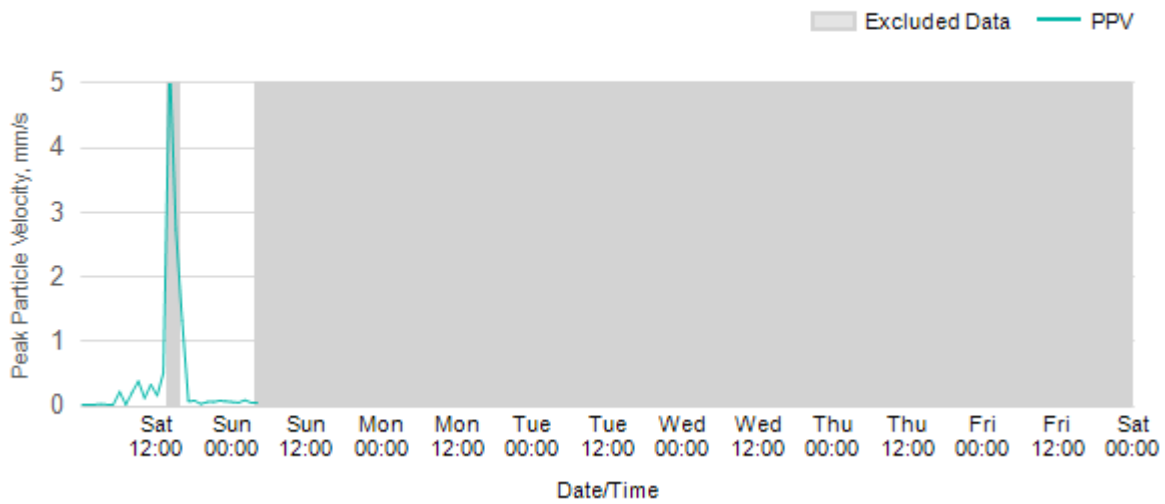 Excluded Data PPV
Peak Particle Velocity, mm/s
5
4
3
2
1
0
Sat Sun Sun Mon Mon Tue Tue Wed Wed Thu Thu Fri Fri Sat
12:00 00:00 12:00 00:00 12:00 00:00 12:00 00:00 12:00 00:00 12:00 00:00 12:00 00:00
Date/Time